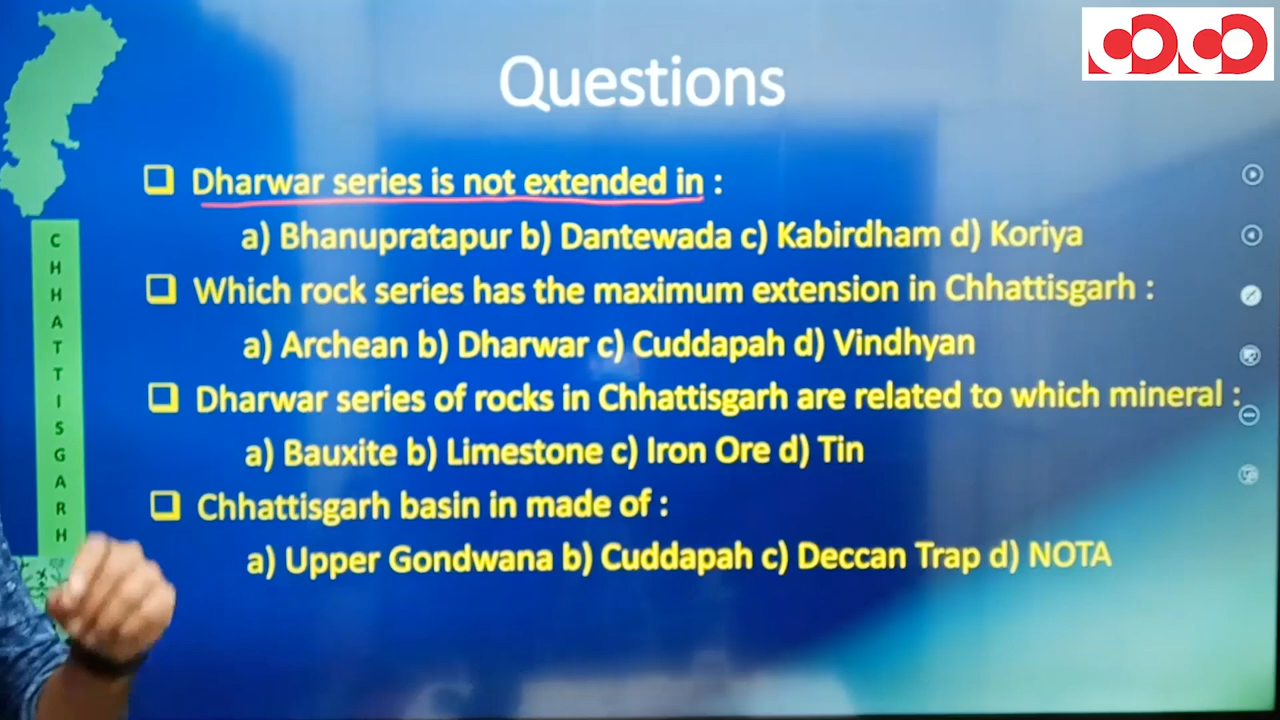 Questions
Dharwar series is not extended in :
a) Bhanupratapur b) Dantewada c) Kabirdham d) Koriya
Which rock series has the maximum extension in Chhattisgarh :
a) Archean b) Dharwar c) Cuddapah d) Vindhyan
Dharwar series of rocks in Chhattisgarh are related to which mineral :
a) Bauxite b) Limestone c) Iron Ore d) Tin
Chhattisgarh basin in made of :
a) Upper Gondwana b) Cuddapah c) Deccan Trap d) NOTA
CHHATTISGARH